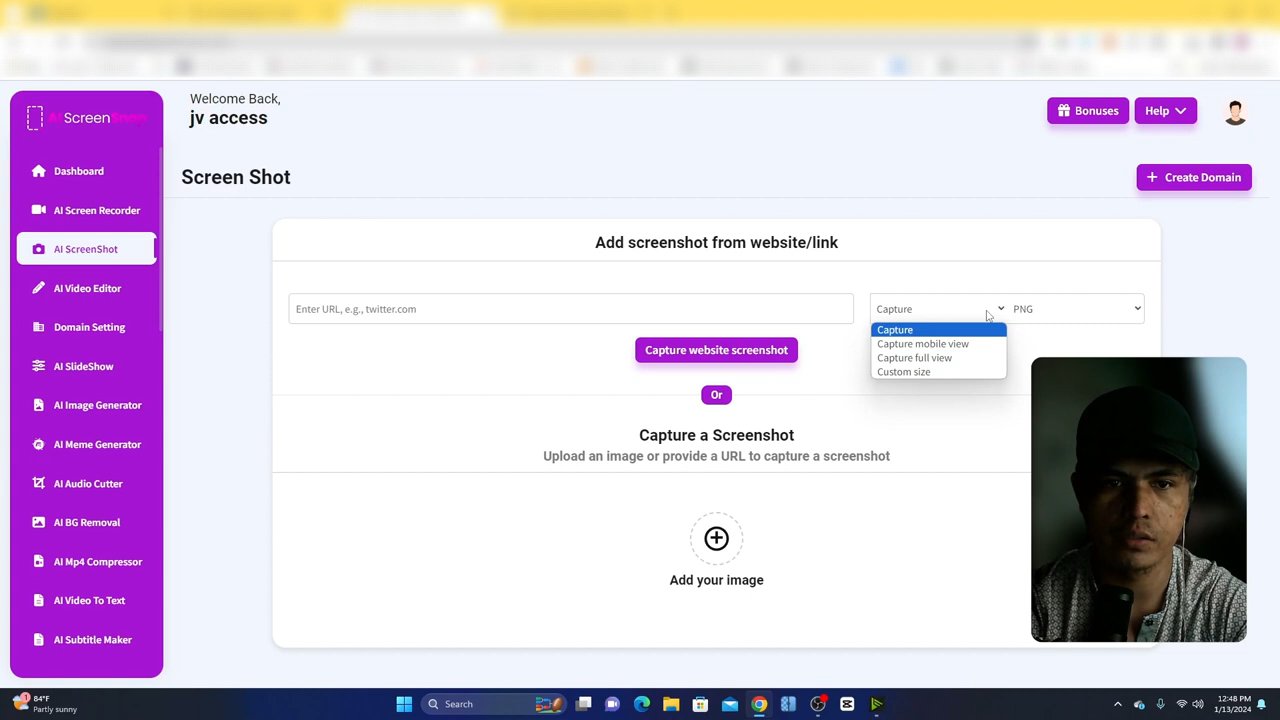 AI ScreenSnap
Welcome Back,
jv access
Bonuses
Help
Dashboard
AI Screen Recorder
AI ScreenShot
AI Video Editor
Domain Setting
AI SlideShow
AI Image Generator
AI Meme Generator
AI Audio Cutter
AI BG Removal
AI Mp4 Compressor
AI Video To Text
AI Subtitle Maker
Screen Shot
Create Domain
Add screenshot from website/link
Enter URL, e.g., twitter.com
Capture
PNG
Capture
Capture mobile view
Capture full view
Custom size
Capture website screenshot
Or
Capture a Screenshot
Upload an image or provide a URL to capture a screenshot
Add your image
1
84°F
Partly sunny
Search
12:48 PM
1/13/2024